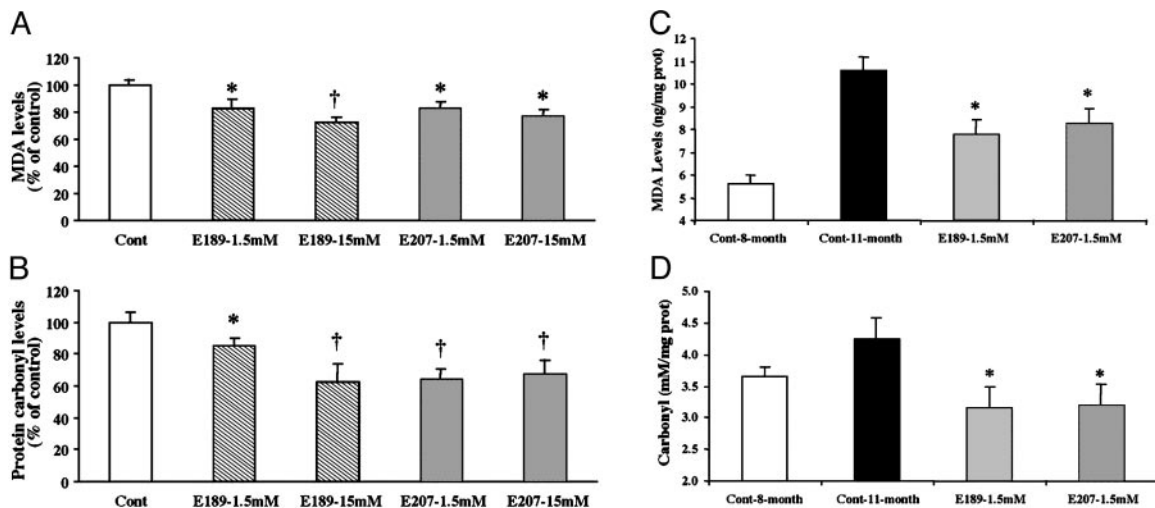 A
MDA levels
(% of control)
120
100
80
60
40
20
0
*
†
*
*
Cont
E189-1.5mM
E189-15mM
E207-1.5mM
E207-15mM
B
Protein carbonyl levels
(% of control)
120
100
80
60
40
20
0
*
†
†
†
Cont
E189-1.5mM
E189-15mM
E207-1.5mM
E207-15mM
C
MDA Levels (ng/mg prot)
12
11
10
9
8
7
6
5
4
*
*
Cont-8-month
Cont-11-month
E189-1.5mM
E207-1.5mM
D
Carbonyl (mM/mg prot)
5.0
4.5
4.0
3.5
3.0
2.5
2.0
*
*
Cont-8-month
Cont-11-month
E189-1.5mM
E207-1.5mM